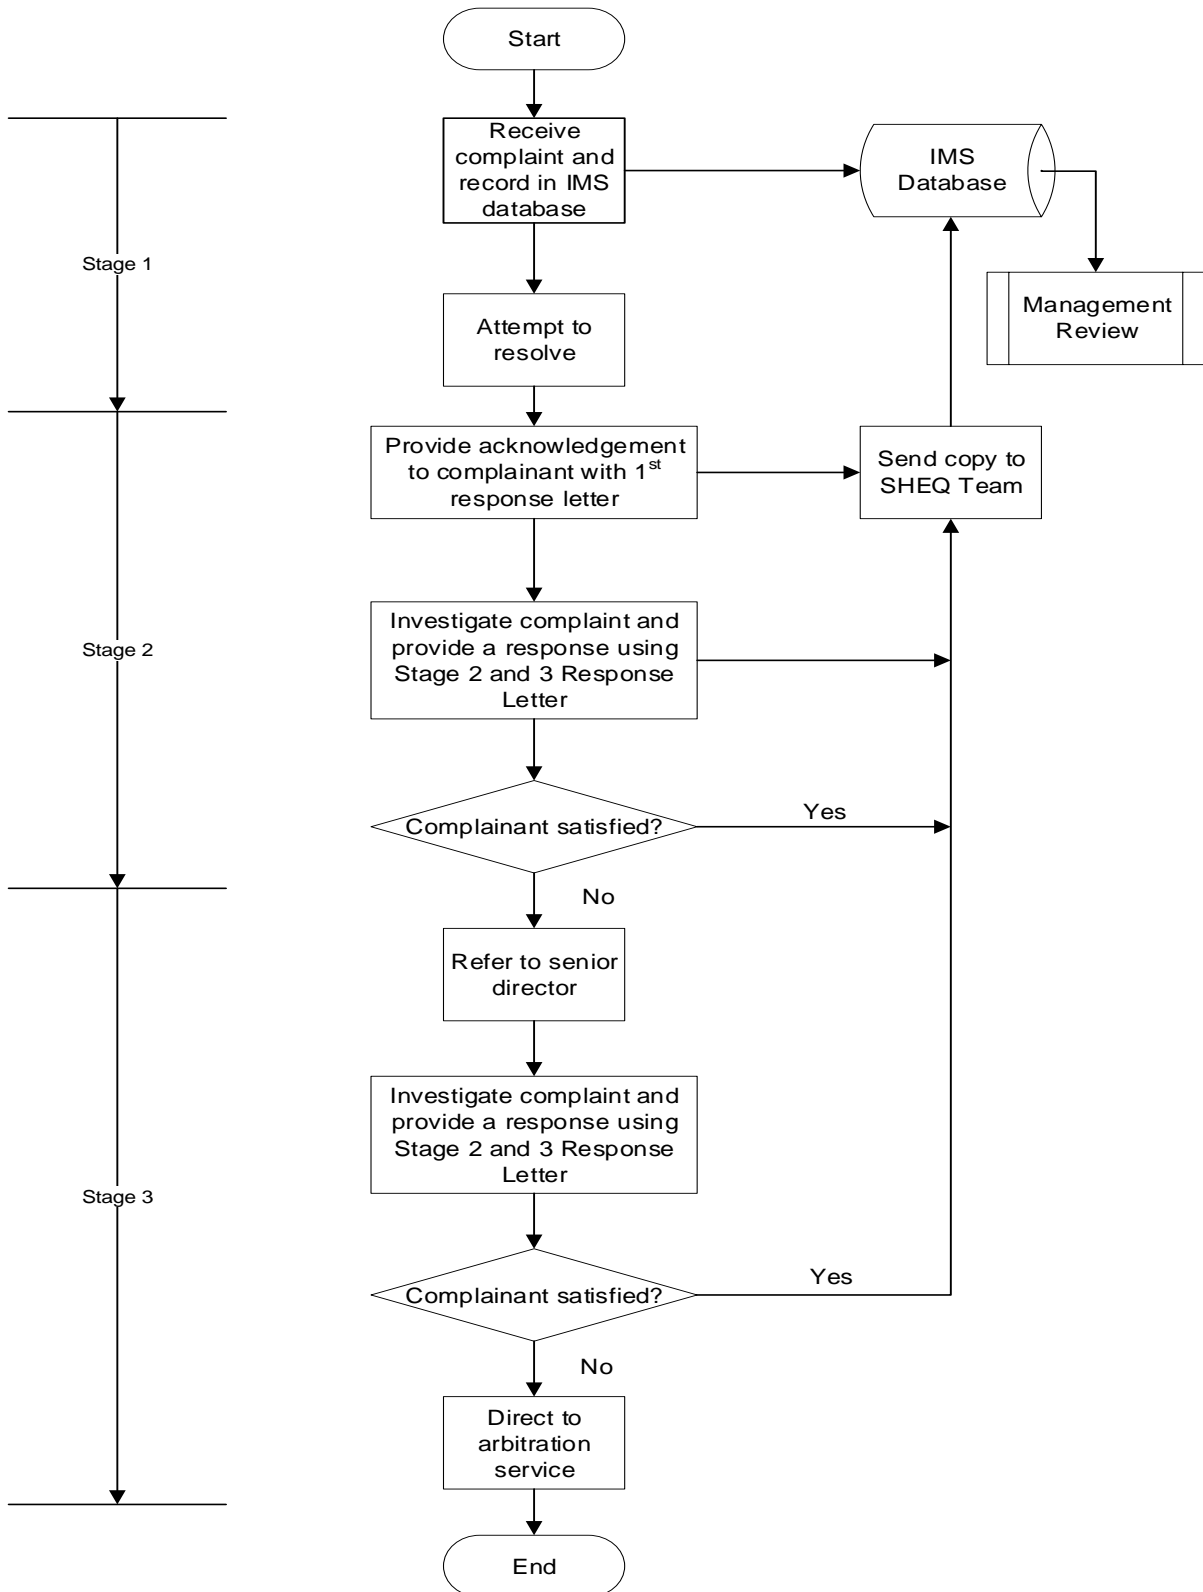 Start
Receive
complaint and
record in IMS
database
IMS
Database
Stage 1
Management
Review
Attempt to
resolve
Provide acknowledgement
to complainant with 1st
response letter
Send copy to
SHEQ Team
Stage 2
Investigate complaint and
provide a response using
Stage 2 and 3 Response
Letter
Complainant satisfied?
Yes
No
Refer to senior
director
Stage 3
Investigate complaint and
provide a response using
Stage 2 and 3 Response
Letter
Complainant satisfied?
Yes
No
Direct to
arbitration
service
End